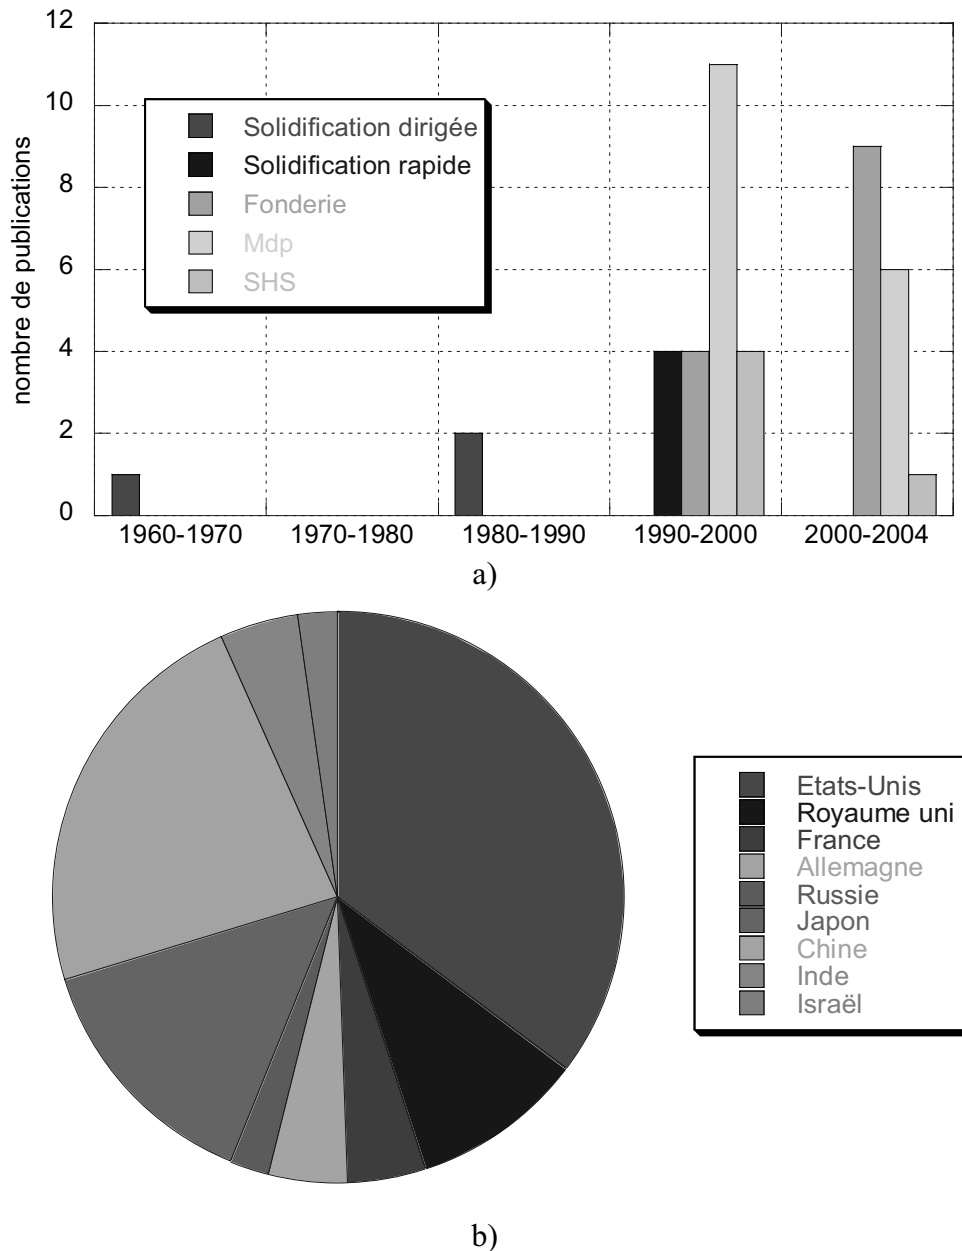 12
10
8
6
4
2
0
nombre de publications
Solidification dirigée
Solidification rapide
Fonderie
Mdp
SHS
1960-1970 1970-1980 1980-1990 1990-2000 2000-2004
a)
Etats-Unis
Royaume uni
France
Allemagne
Russie
Japon
Chine
Inde
Israël
b)